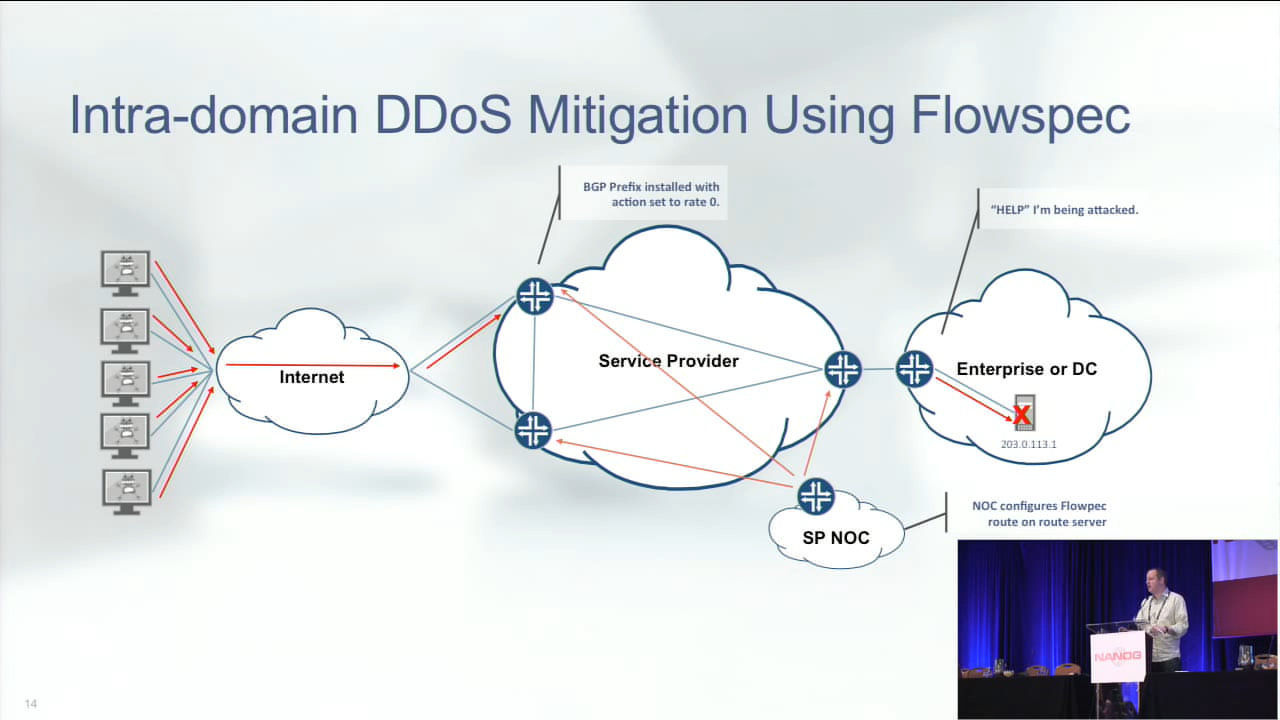 Intra-domain DDoS Mitigation Using Flowspec
BGP Prefix installed with
action set to rate 0.
“HELP” I’m being attacked.
Internet
Service Provider
Enterprise or DC
X
203.0.113.1
NOC configures Flowpec
route on route server
SP NOC
NANOG
14